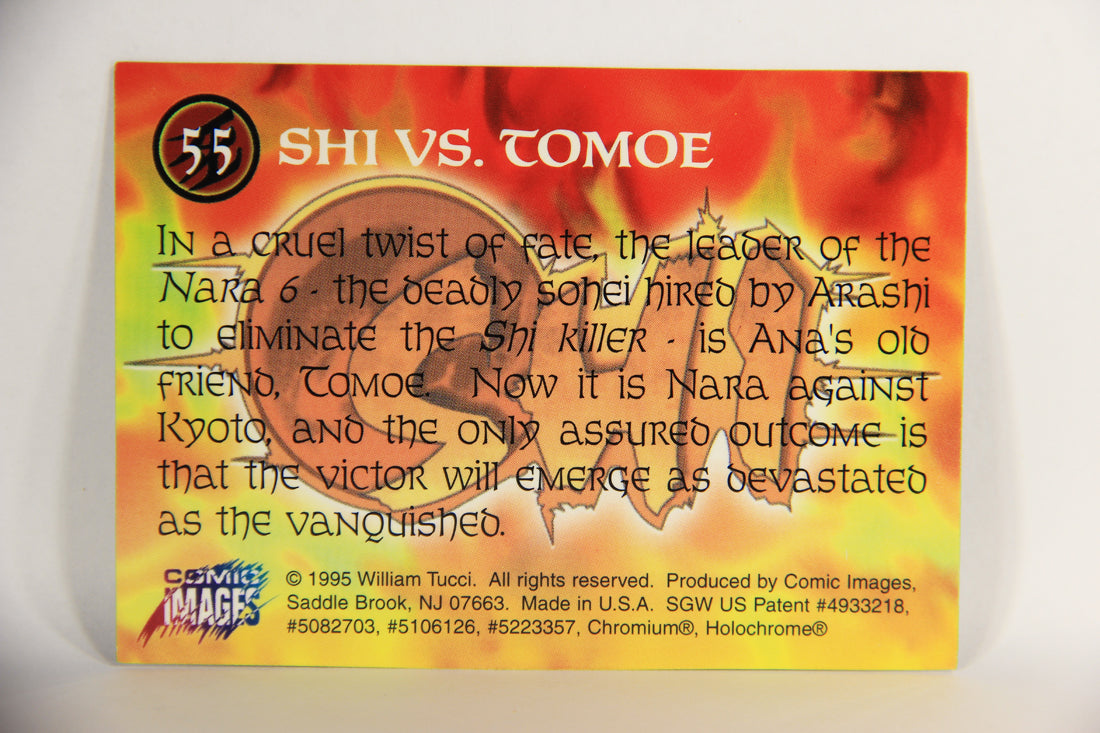 55 SHI VS. TOMOE
In a cruel twist of fate, the leader of the
Nara 6 - the deadly sohei hired by Arashi
to eliminate the Shi killer - is Ana's old
friend, Tomoe. Now it is Nara against
Kyoto, and the only assured outcome is
that the victor will emerge as devastated
as the vanquished.
SHI
COMIC
IMAGES
© 1995 William Tucci. All rights reserved. Produced by Comic Images,
Saddle Brook, NJ 07663. Made in U.S.A. SGW US Patent #4933218,
#5082703, #5106126, #5223357, Chromium®, Holochrome®